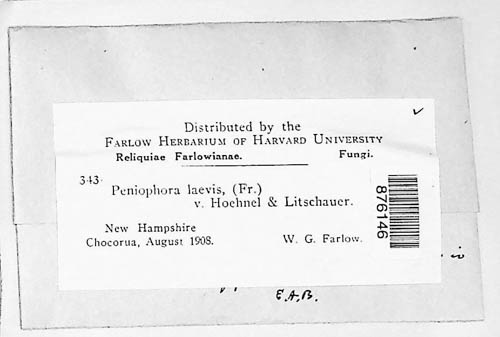 Distributed by the
FARLOW HERBARIUM OF HARVARD UNIVERSITY
Reliquiae Farlowianae. Fungi.
343. Peniophora laevis, (Fr.)
v. Hoehnel & Litschauer.
New Hampshire
Chocorua, August 1908. W. G. Farlow.
876146
E.A.B.